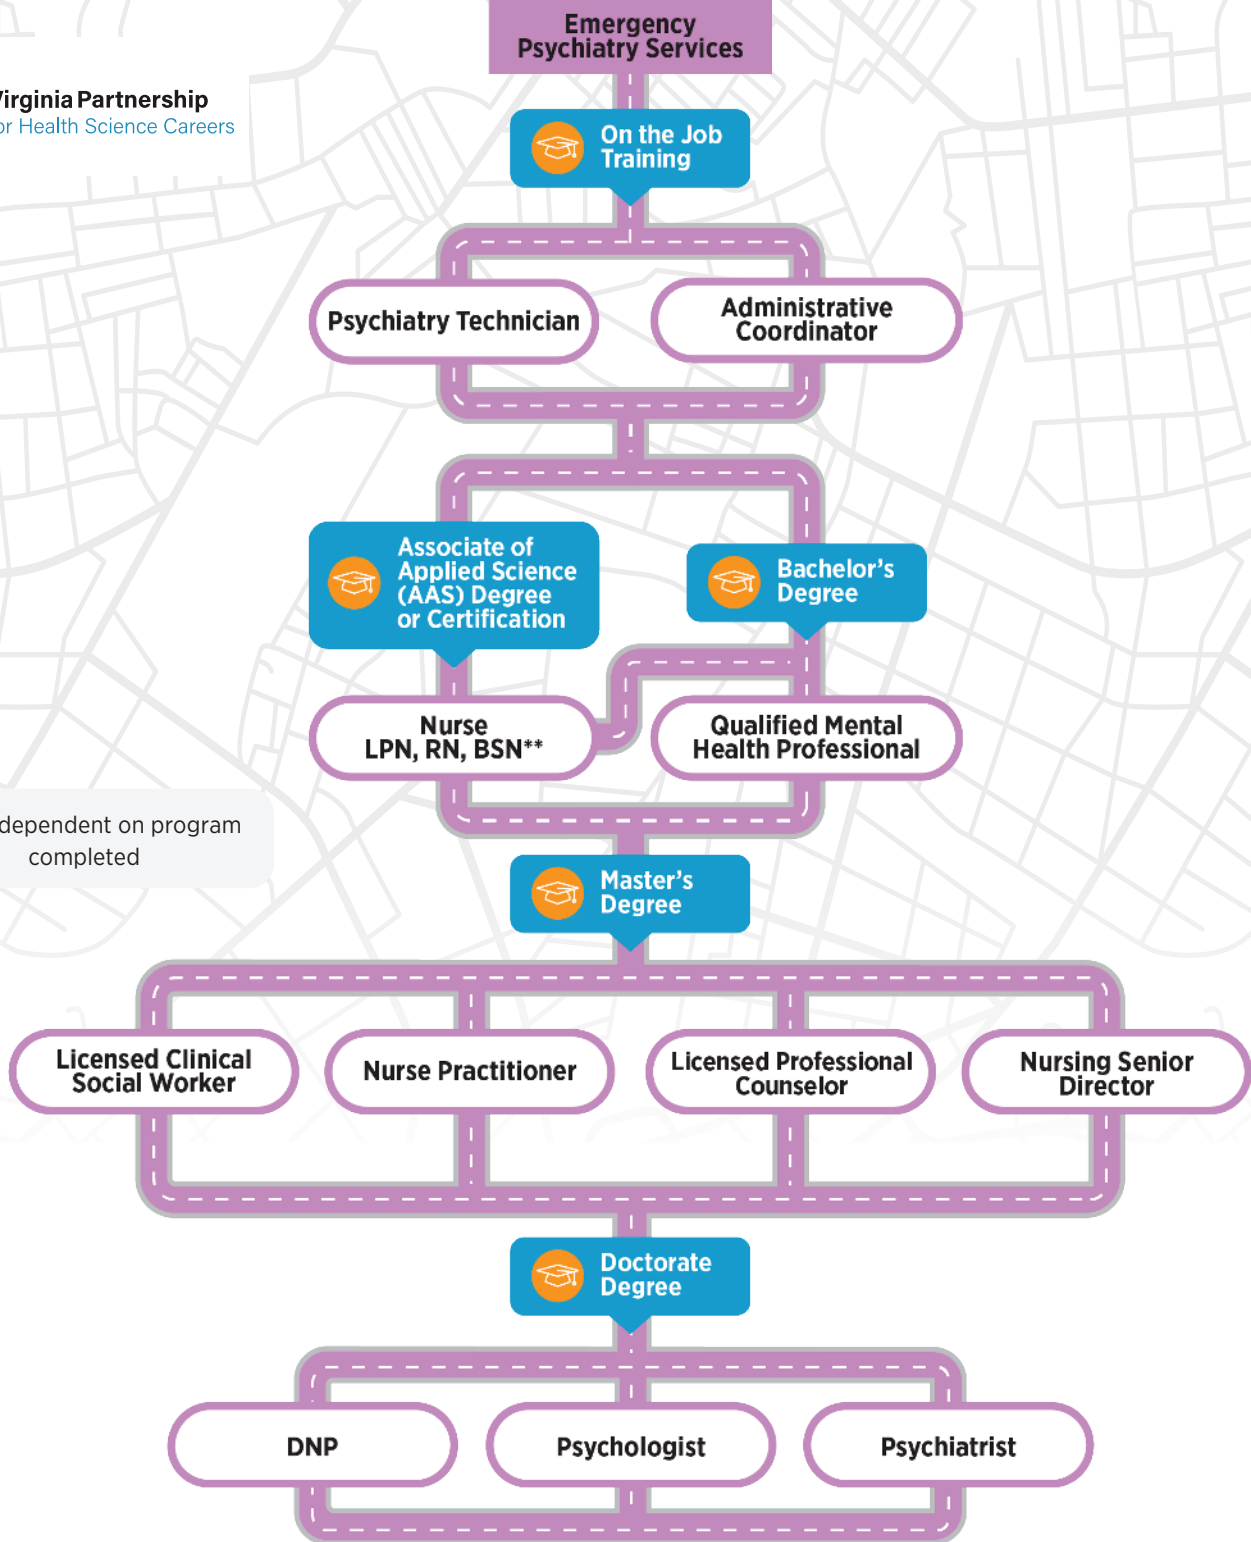 Emergency
Psychiatry Services
Virginia Partnership
for Health Science Careers
On the Job
Training
Psychiatry Technician
Administrative
Coordinator
Associate of
Applied Science
(AAS) Degree
or Certification
Bachelor's
Degree
Nurse
LPN, RN, BSN**
Qualified Mental
Health Professional
dependent on program
completed
Master's
Degree
Licensed Clinical
Social Worker
Nurse Practitioner
Licensed Professional
Counselor
Nursing Senior
Director
Doctorate
Degree
DNP
Psychologist
Psychiatrist